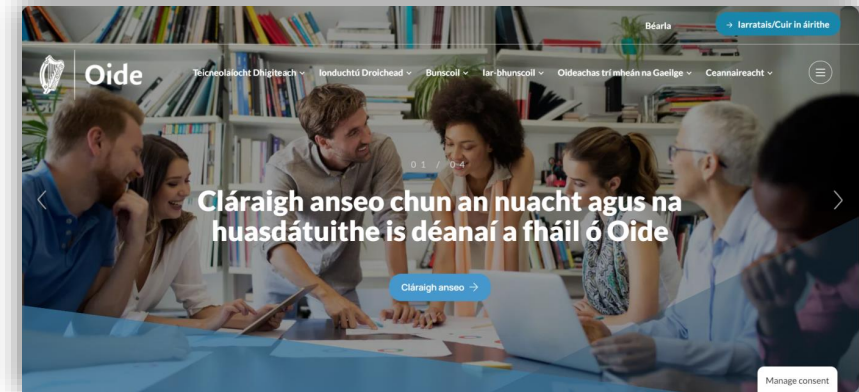 Béarla
→ Iarratais/Cuir in áirithe
Oide
Teicneolaíocht Dhigiteach
Ionduchtú Droichead
Bunscoil
Iar-bhunscoil
Oideachas trí mheán na Gaeilge
Ceannaireacht
01 / 04
Cláraigh anseo chun an nuacht agus na
huasdátuithe is déanaí a fháil ó Oide
Cláraigh anseo →
Manage consent